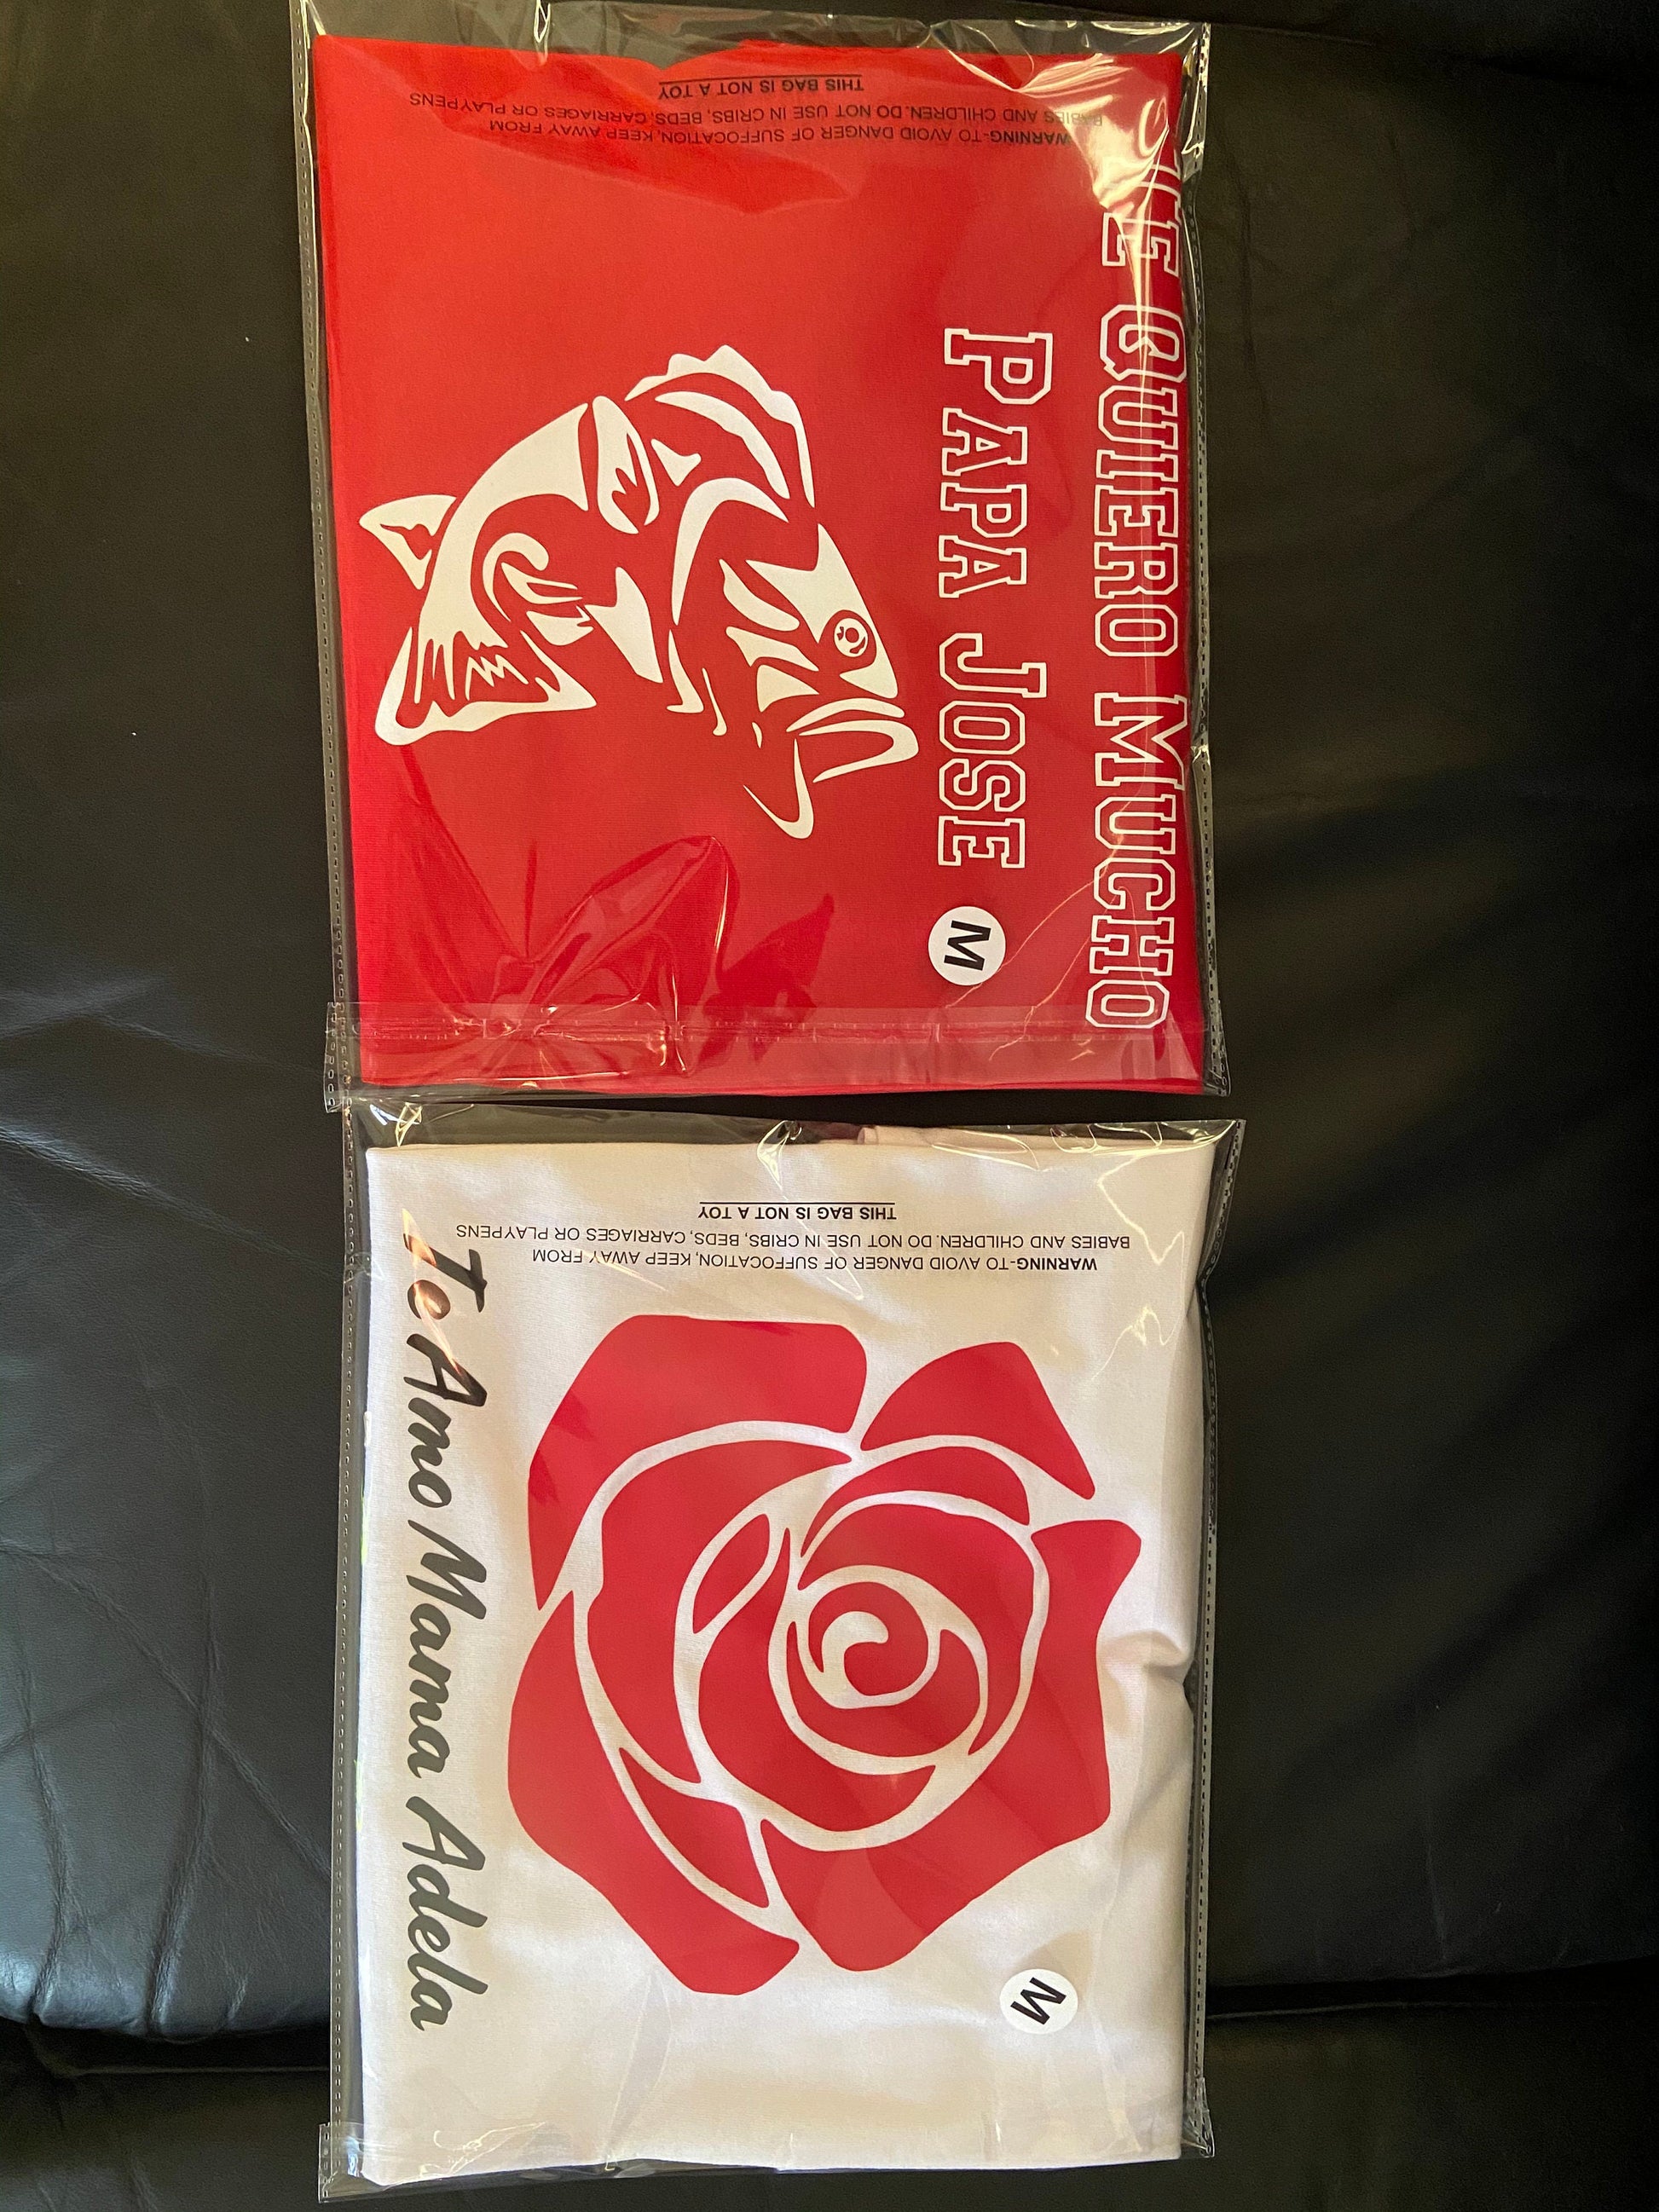 TE QUIERO MUCHO
PAPA JOSE
M
WARNING-TO AVOID DANGER OF SUFFOCATION, KEEP AWAY FROM
BABIES AND CHILDREN. DO NOT USE IN CRIBS, BEDS, CARRIAGES OR PLAYPENS
THIS BAG IS NOT A TOY
M
Te Amo Mama Adela
WARNING-TO AVOID DANGER OF SUFFOCATION, KEEP AWAY FROM
BABIES AND CHILDREN. DO NOT USE IN CRIBS, BEDS, CARRIAGES OR PLAYPENS
THIS BAG IS NOT A TOY